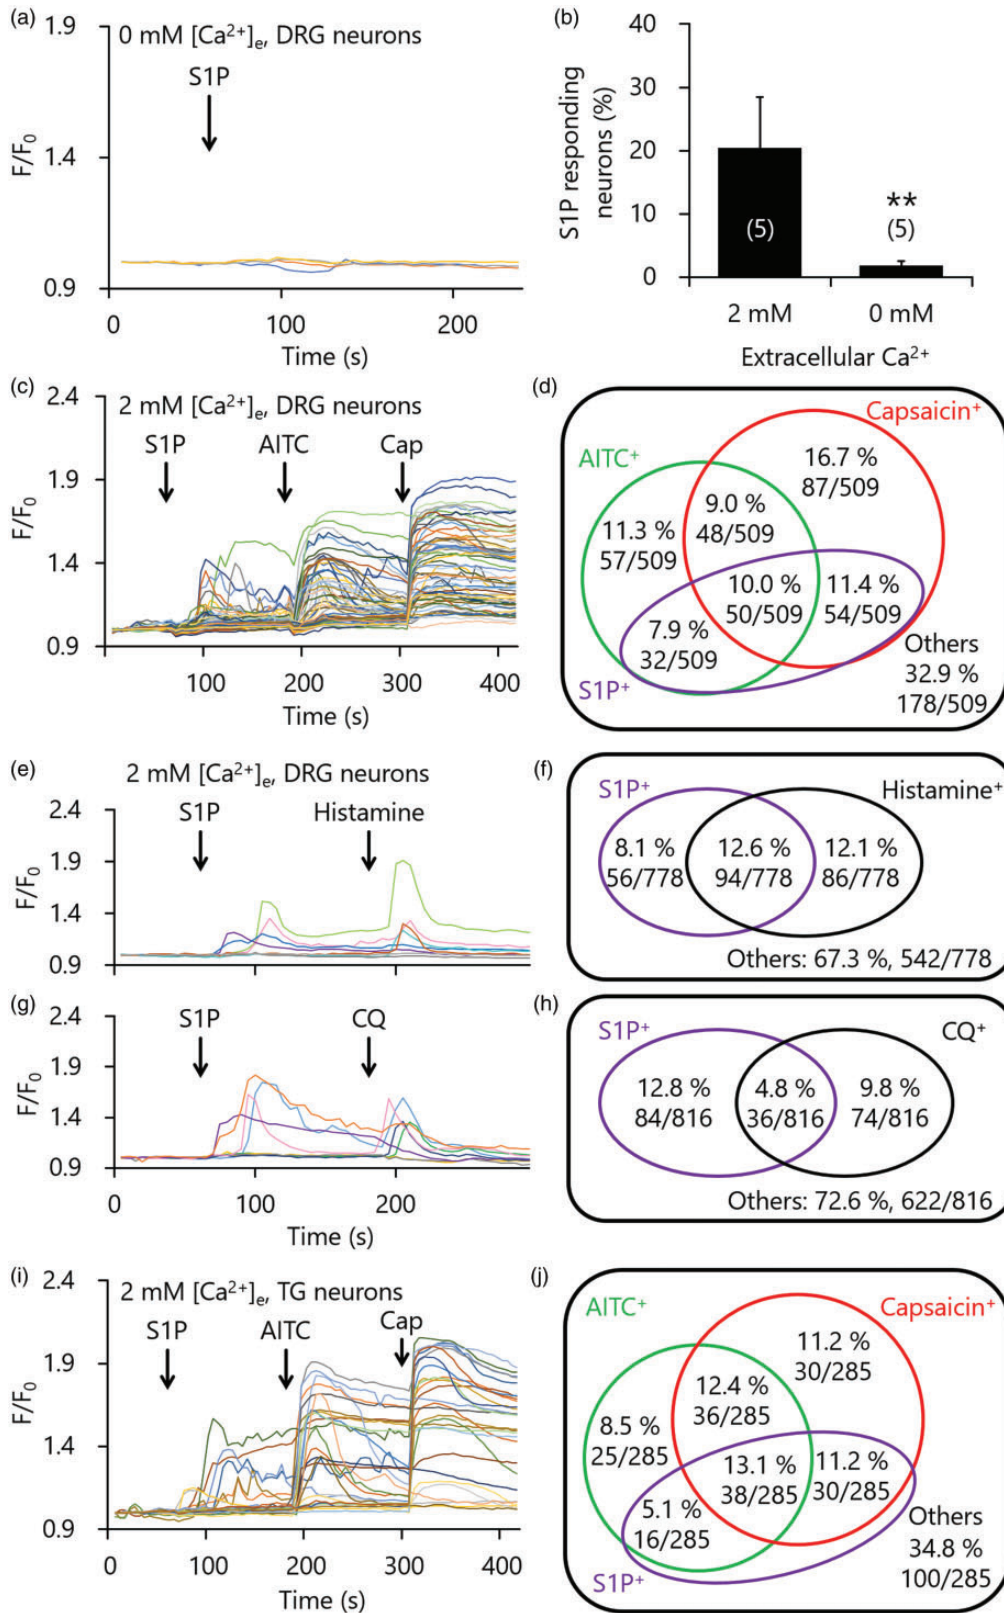 (a)
1.9
0 mM [Ca²⁺]ₑ, DRG neurons
S1P
F/F₀
1.4
0.9
0 100 200
Time (s)
(b)
40
30
20
10
0
S1P responding
neurons (%)
(5)
**
(5)
2 mM 0 mM
Extracellular Ca²⁺
(c)
2.4
2 mM [Ca²⁺]ₑ, DRG neurons
S1P AITC Cap
F/F₀
1.9
1.4
0.9
100 200 300 400
Time (s)
(d)
Capsaicin⁺
AITC⁺
16.7 %
87/509
9.0 %
48/509
11.3 %
57/509
10.0 %
50/509
11.4 %
54/509
7.9 %
32/509
S1P⁺
Others
32.9 %
178/509
(e)
2 mM [Ca²⁺]ₑ, DRG neurons
2.4
S1P Histamine
F/F₀
1.9
1.4
0.9
(f)
S1P⁺
Histamine⁺
8.1 %
56/778
12.6 %
94/778
12.1 %
86/778
Others: 67.3 %, 542/778
(g)
2.4
S1P CQ
F/F₀
1.9
1.4
0.9
0 100 200
Time (s)
(h)
S1P⁺
CQ⁺
12.8 %
84/816
4.8 %
36/816
9.8 %
74/816
Others: 72.6 %, 622/816
(i)
2.4
2 mM [Ca²⁺]ₑ, TG neurons
S1P AITC Cap
F/F₀
1.9
1.4
0.9
0 100 200 300 400
Time (s)
(j)
AITC⁺
Capsaicin⁺
11.2 %
30/285
12.4 %
36/285
8.5 %
25/285
13.1 %
38/285
11.2 %
30/285
5.1 %
16/285
S1P⁺
Others
34.8 %
100/285